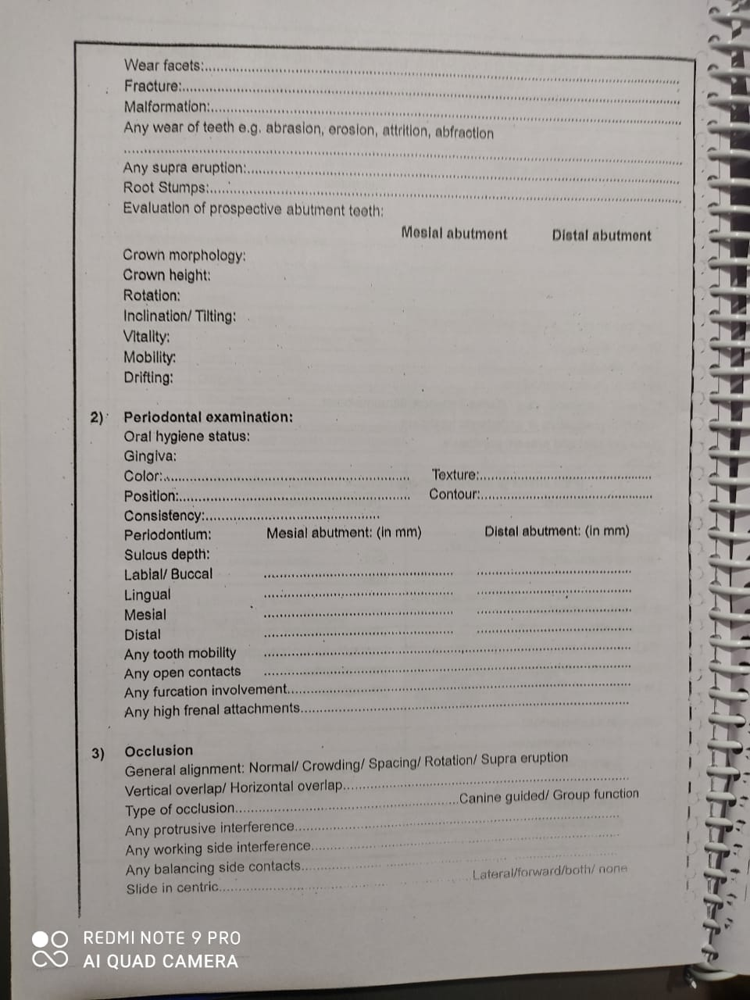 Wear facets:
Fracture:
Malformation:
Any wear of teeth e.g. abrasion, erosion, attrition, abfraction
Any supra eruption:
Root Stumps:
Evaluation of prospective abutment teeth:
Mesial abutment Distal abutment
Crown morphology:
Crown height:
Rotation:
Inclination/ Tilting:
Vitality:
Mobility:
Drifting:
2) Periodontal examination:
Oral hygiene status:
Gingiva:
Color: Texture:
Position: Contour:
Consistency:
Periodontium: Mesial abutment: (in mm) Distal abutment: (in mm)
Sulcus depth:
Labial/ Buccal
Lingual
Mesial
Distal
Any tooth mobility
Any open contacts
Any furcation involvement
Any high frenal attachments
3) Occlusion
General alignment: Normal/ Crowding/ Spacing/ Rotation/ Supra eruption
Vertical overlap/ Horizontal overlap
Type of occlusion Canine guided/ Group function
Any protrusive interference
Any working side interference
Any balancing side contacts
Slide in centric Lateral/forward/both/ none
REDMI NOTE 9 PRO
AI QUAD CAMERA